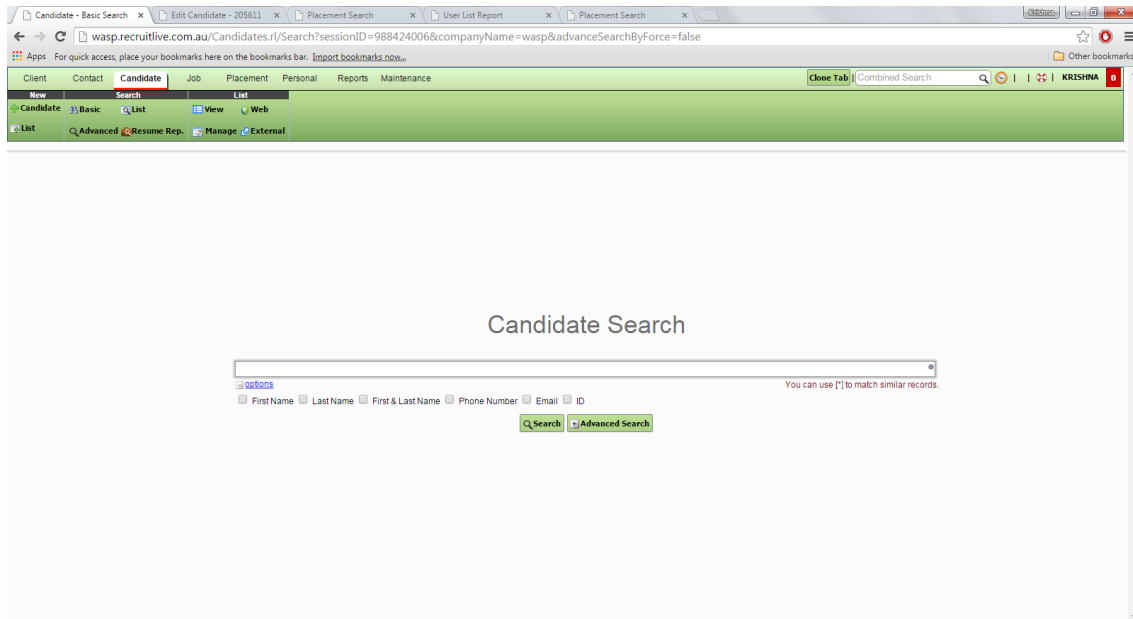 Candidate - Basic Search
Edit Candidate - 205611
Placement Search
User List Report
Placement Search
Krishna
wasp.recruitlive.com.au/Candidates.rl/Search?sessionID=988424006&companyName=wasp&advanceSearchByForce=false
Apps For quick access, place your bookmarks here on the bookmarks bar. Import bookmarks now... Other bookmarks
Client Contact Candidate Job Placement Personal Reports Maintenance Clone Tab | Combined Search | | | KRISHNA 0
New Search List
Candidate Basic List View Web
List Advanced Resume Rep. Manage External
Candidate Search
options You can use [*] to match similar records.
First Name Last Name First & Last Name Phone Number Email ID
Search Advanced Search